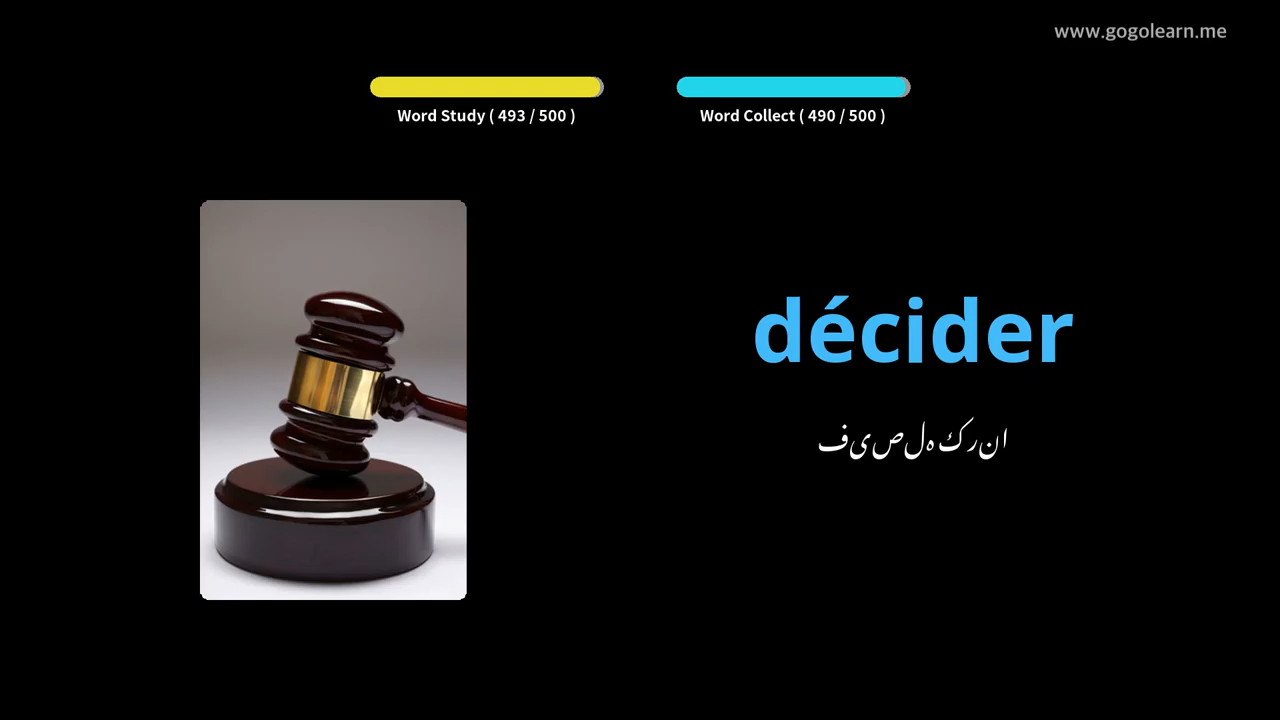 www.gogolearn.me
Word Study ( 493 / 500 )
Word Collect ( 490 / 500 )
décider
فیصلہ کرنا